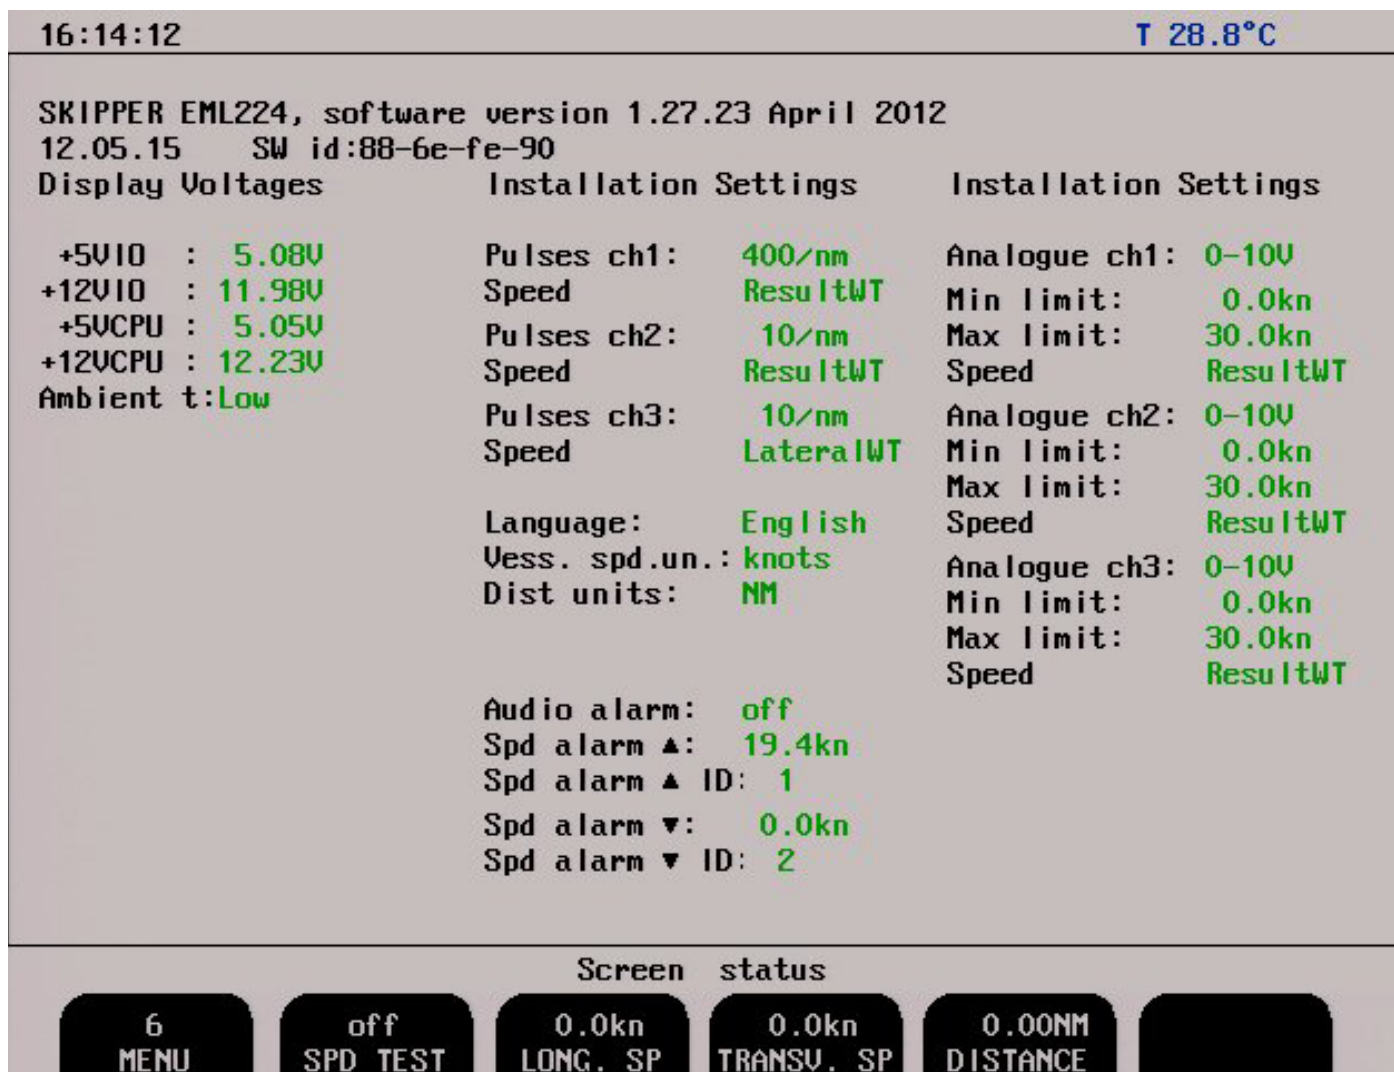 16:14:12
T 28.8°C
SKIPPER EML224, software version 1.27.23 April 2012
12.05.15 SW id:88-6e-fe-90
Display Voltages
+5VIO : 5.08V
+12VIO : 11.98V
+5VCPU : 5.05V
+12VCPU : 12.23V
Ambient t:Low
Installation Settings
Pulses ch1: 400/nm
Speed ResultWT
Pulses ch2: 10/nm
Speed ResultWT
Pulses ch3: 10/nm
Speed LateralWT
Language: English
Vess. spd.un.: knots
Dist units: NM
Audio alarm: off
Spd alarm ▲: 19.4kn
Spd alarm ▲ ID: 1
Spd alarm ▼: 0.0kn
Spd alarm ▼ ID: 2
Installation Settings
Analogue ch1: 0-10V
Min limit: 0.0kn
Max limit: 30.0kn
Speed ResultWT
Analogue ch2: 0-10V
Min limit: 0.0kn
Max limit: 30.0kn
Speed ResultWT
Analogue ch3: 0-10V
Min limit: 0.0kn
Max limit: 30.0kn
Speed ResultWT
Screen status
6
MENU
off
SPD TEST
0.0kn
LONG. SP
0.0kn
TRANSV. SP
0.00NM
DISTANCE